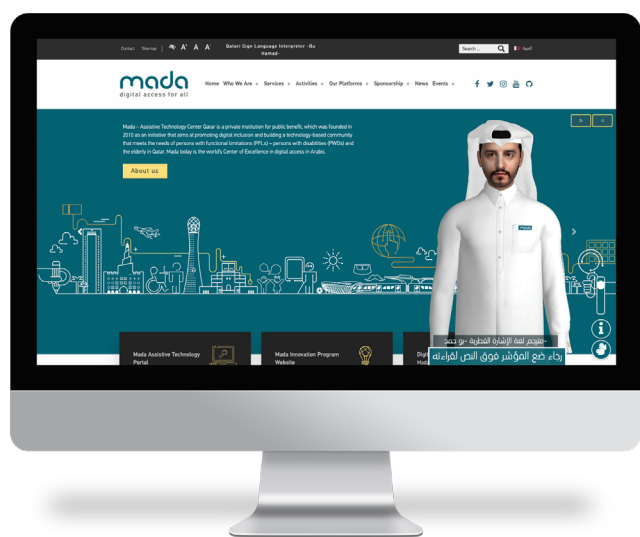 Contact Sitemap | A+ A A-
Qatari Sign Language Interpreter -Bu
Hamad-
Search ...
العربية
mada
digital access for all
Home Who We Are Services Activities Our Platforms Sponsorship News Events
Mada – Assistive Technology Center Qatar is a private institution for public benefit, which was founded in
2010 as an initiative that aims at promoting digital inclusion and building a technology-based community
that meets the needs of persons with functional limitations (PFLs) – persons with disabilities (PWDs) and
the elderly in Qatar. Mada today is the world's Center of Excellence in digital access in Arabic.
About us
mada
Mada Assistive Technology
Portal
Mada Innovation Program
Website
-مترجم لغة الإشارة القطرية -بو حمد
رجاء ضع المؤشر فوق النص لقراءته